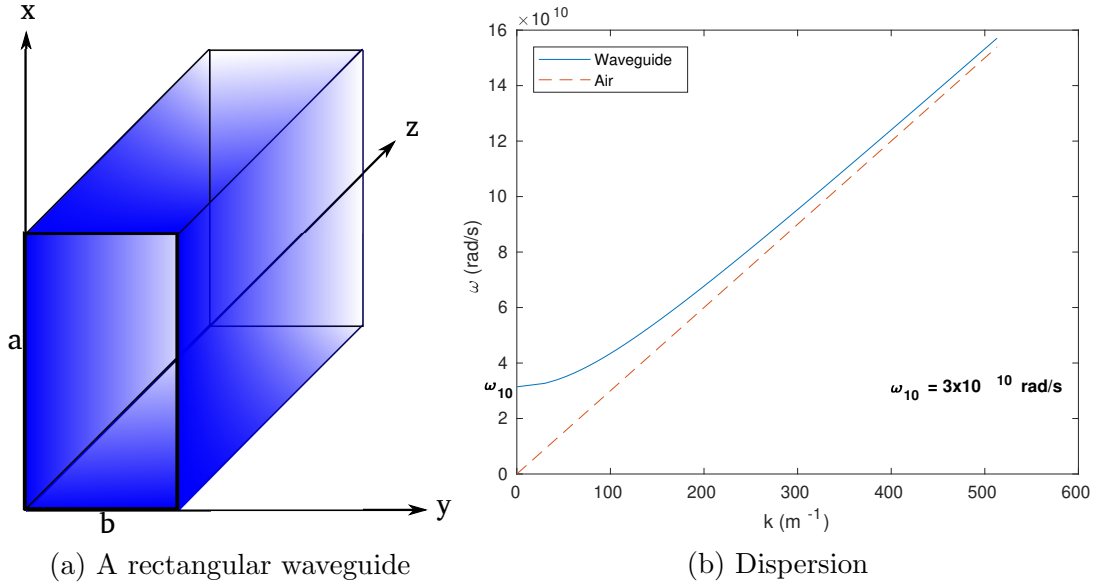 x
z
a
b
y
(a) A rectangular waveguide
×10 10
16
14
12
10
8
6
4
2
0
ω (rad/s)
ω10
Waveguide
Air
ω10 = 3x10 10 rad/s
0 100 200 300 400 500 600
k (m -1)
(b) Dispersion